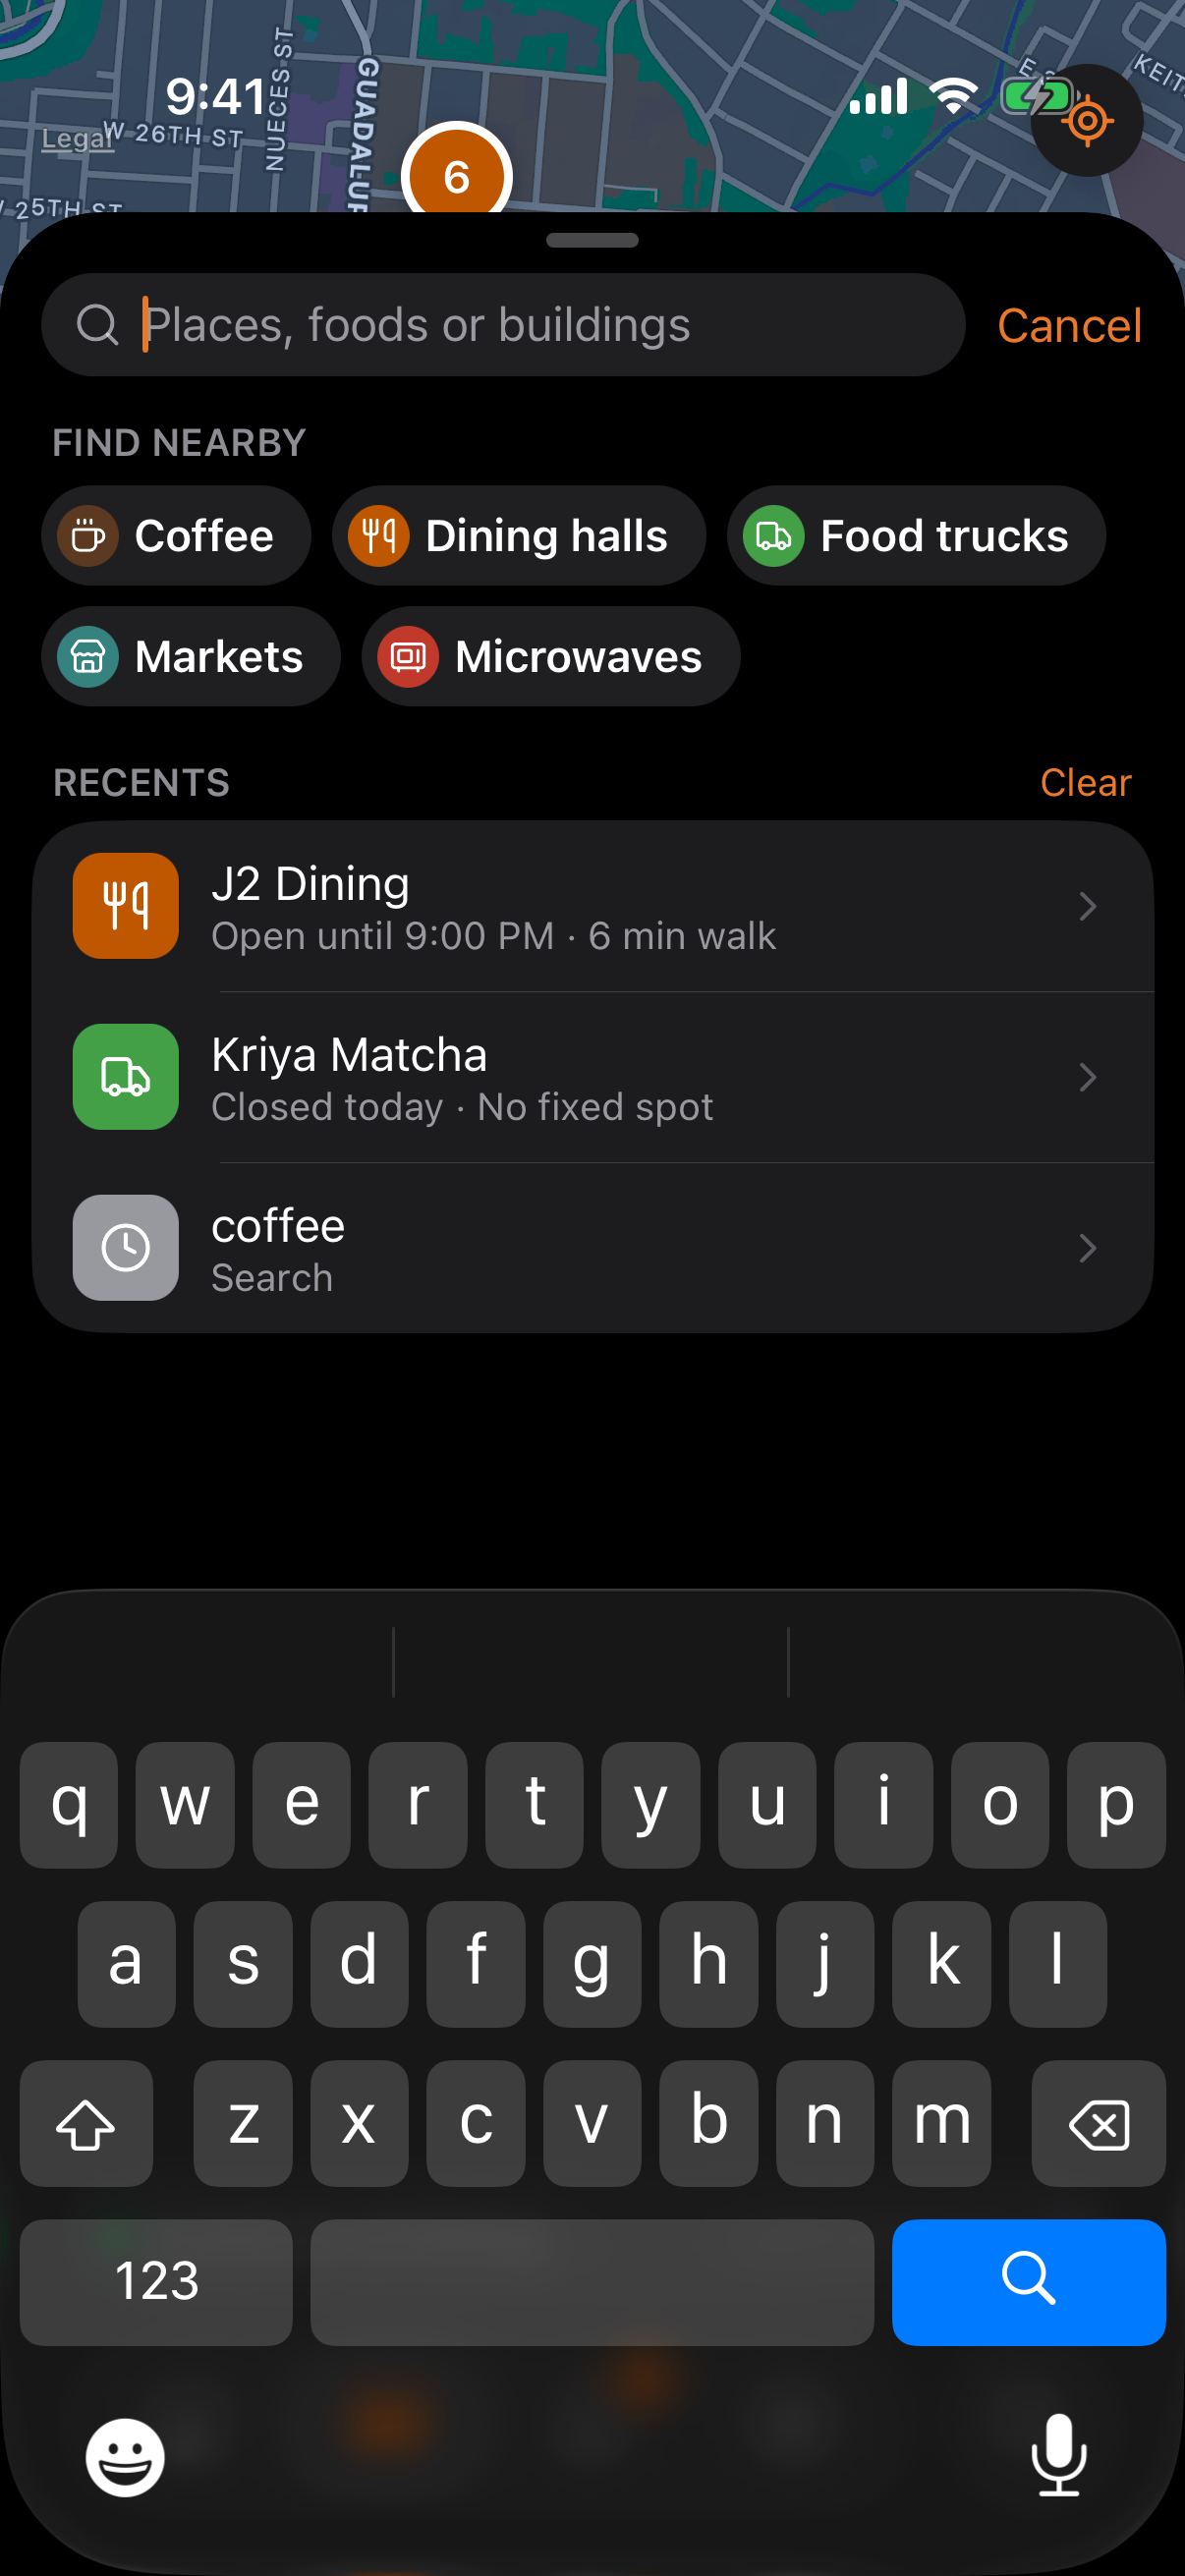 9:41
NUECES ST
GUADALUP
KEIT
Legal
W 26TH ST
6
W 25TH ST
Places, foods or buildings
Cancel
FIND NEARBY
Coffee
Dining halls
Food trucks
Markets
Microwaves
RECENTS
Clear
J2 Dining
Open until 9:00 PM · 6 min walk
Kriya Matcha
Closed today · No fixed spot
coffee
Search
q w e r t y u i o p
a s d f g h j k l
z x c v b n m
123